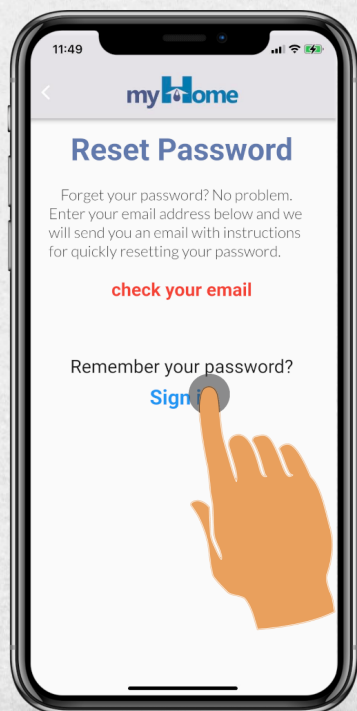 11:49
myHome
Reset Password
Forget your password? No problem.
Enter your email address below and we
will send you an email with instructions
for quickly resetting your password.
check your email
Remember your password?
Sign